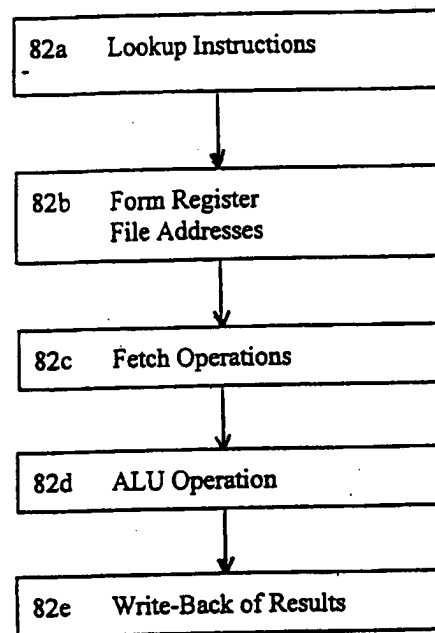 82a Lookup Instructions
82b Form Register
File Addresses
82c Fetch Operations
82d ALU Operation
82e Write-Back of Results